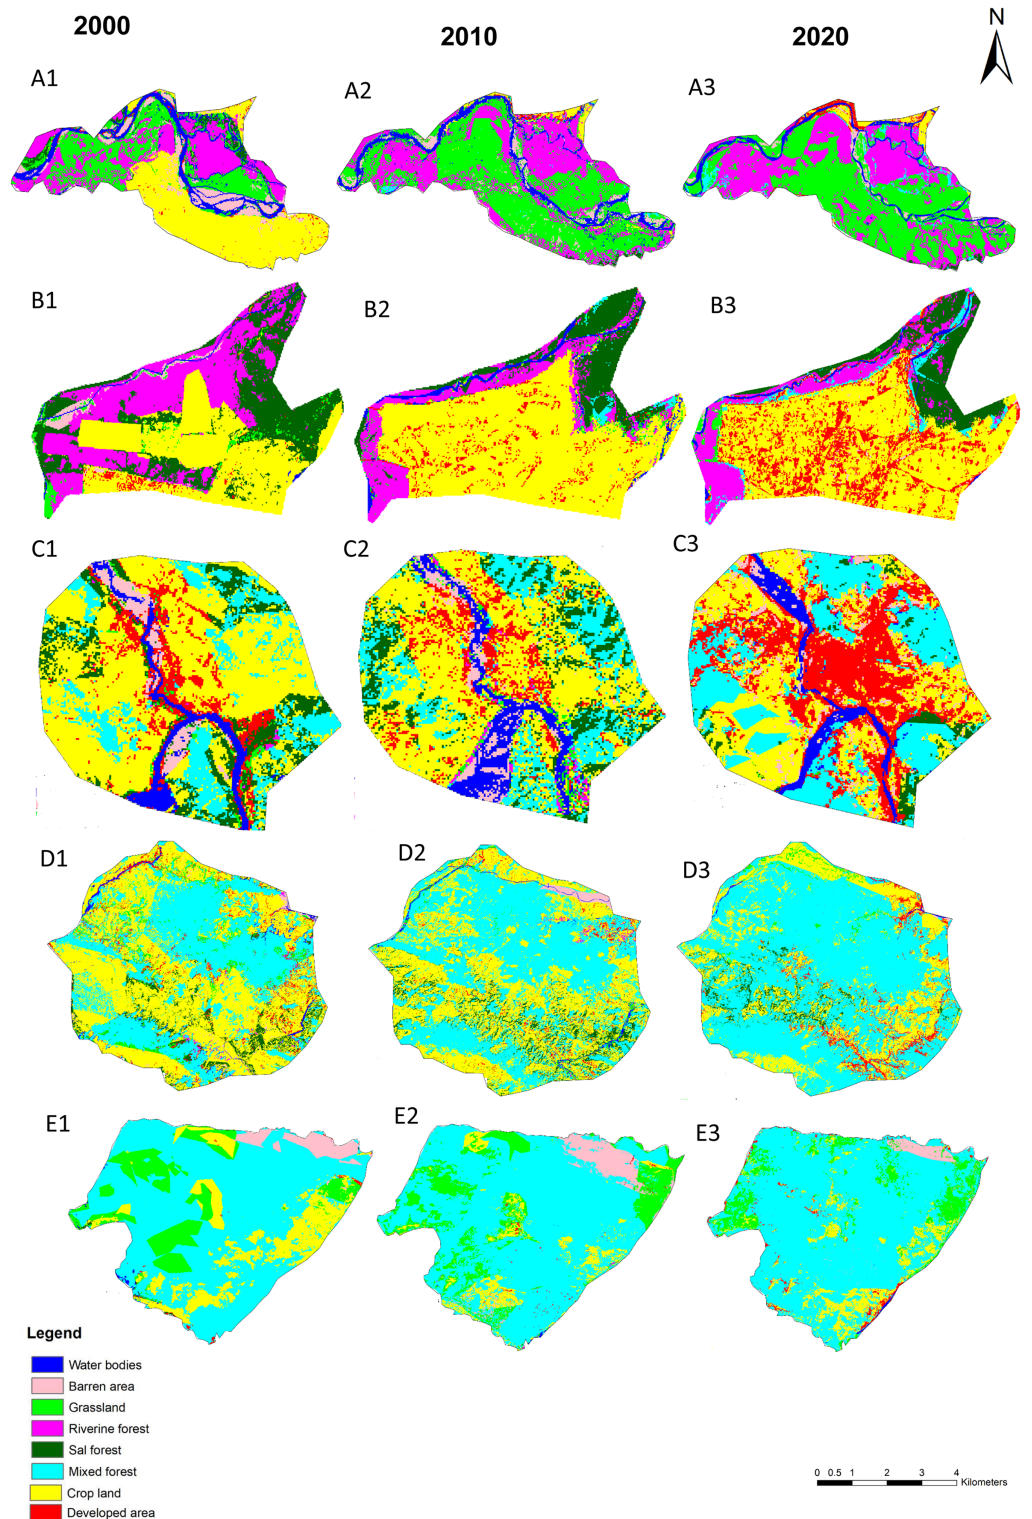 2000
2010
2020
N
A1
A2
A3
B1
B2
B3
C1
C2
C3
D1
D2
D3
E1
E2
E3
Legend
Water bodies
Barren area
Grassland
Riverine forest
Sal forest
Mixed forest
Crop land
Developed area
0 0.5 1 2 3 4
Kilometers